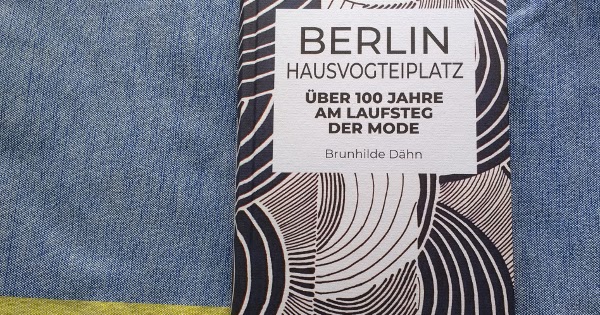 BERLIN
HAUSVOGTEIPLATZ
ÜBER 100 JAHRE
AM LAUFSTEG
DER MODE
Brunhilde Dähn